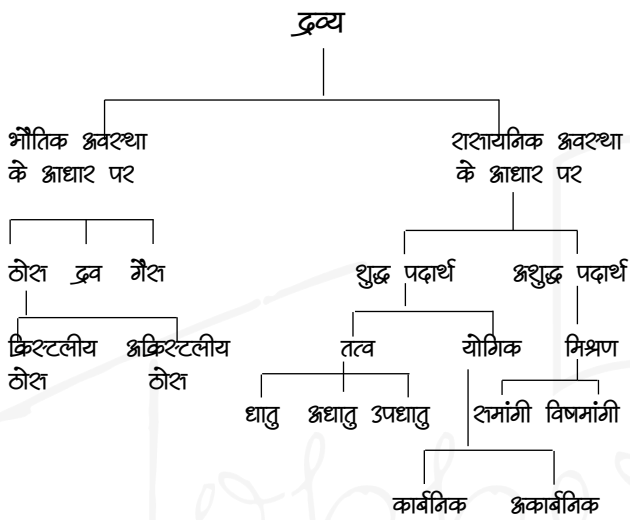 द्रव्य
भौतिक अवस्था
के आधार पर
रासायनिक अवस्था
के आधार पर
ठोस द्रव गैस
शुद्ध पदार्थ अशुद्ध पदार्थ
क्रिस्टलीय
ठोस
अक्रिस्टलीय
ठोस
तत्व यौगिक मिश्रण
धातु अधातु उपधातु
समांगी विषमांगी
कार्बनिक अकार्बनिक